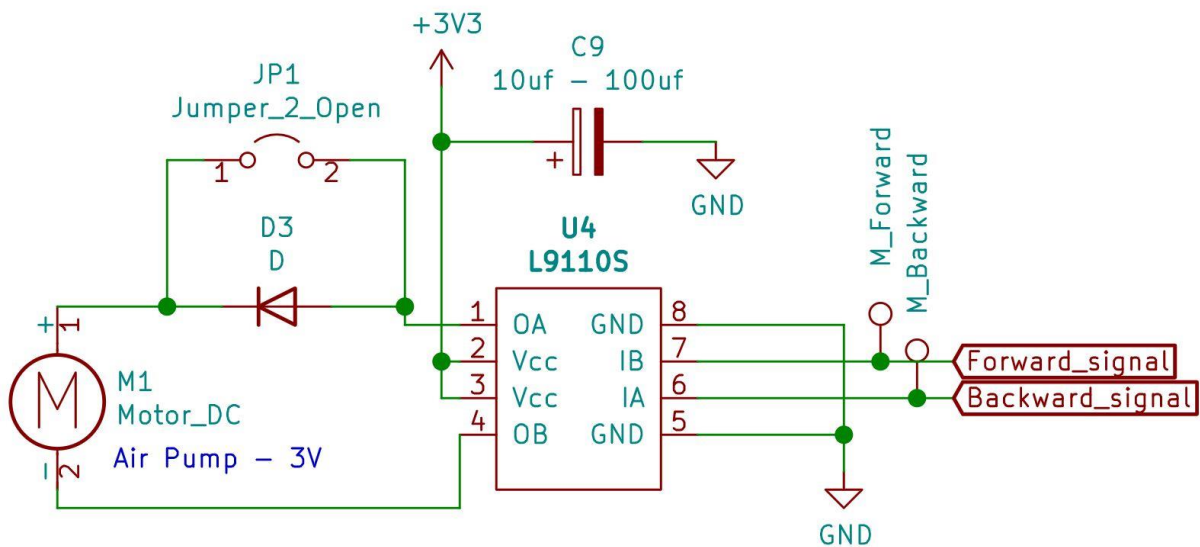 +3V3
C9
10uf - 100uf
JP1
Jumper_2_Open
1
2
+
GND
M_Forward
M_Backward
D3
D
U4
L9110S
+
1
1
OA
GND
8
2
Vcc
IB
7
Forward_signal
3
Vcc
IA
6
Backward_signal
4
OB
GND
5
M
M1
Motor_DC
Air Pump - 3V
-
2
GND